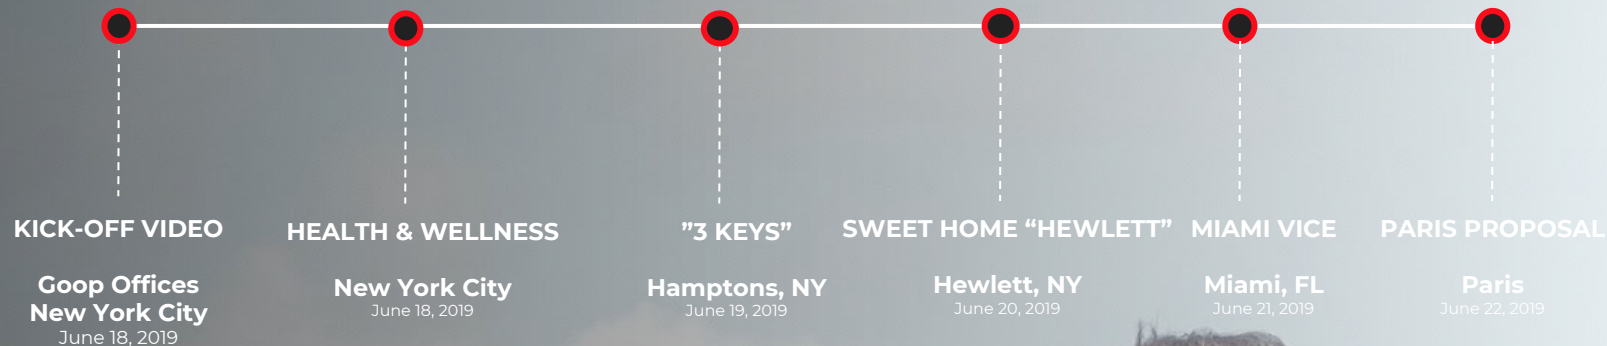 KICK-OFF VIDEO
Goop Offices
New York City
June 18, 2019
HEALTH & WELLNESS
New York City
June 18, 2019
”3 KEYS”
Hamptons, NY
June 19, 2019
SWEET HOME “HEWLETT”
Hewlett, NY
June 20, 2019
MIAMI VICE
Miami, FL
June 21, 2019
PARIS PROPOSAL
Paris
June 22, 2019